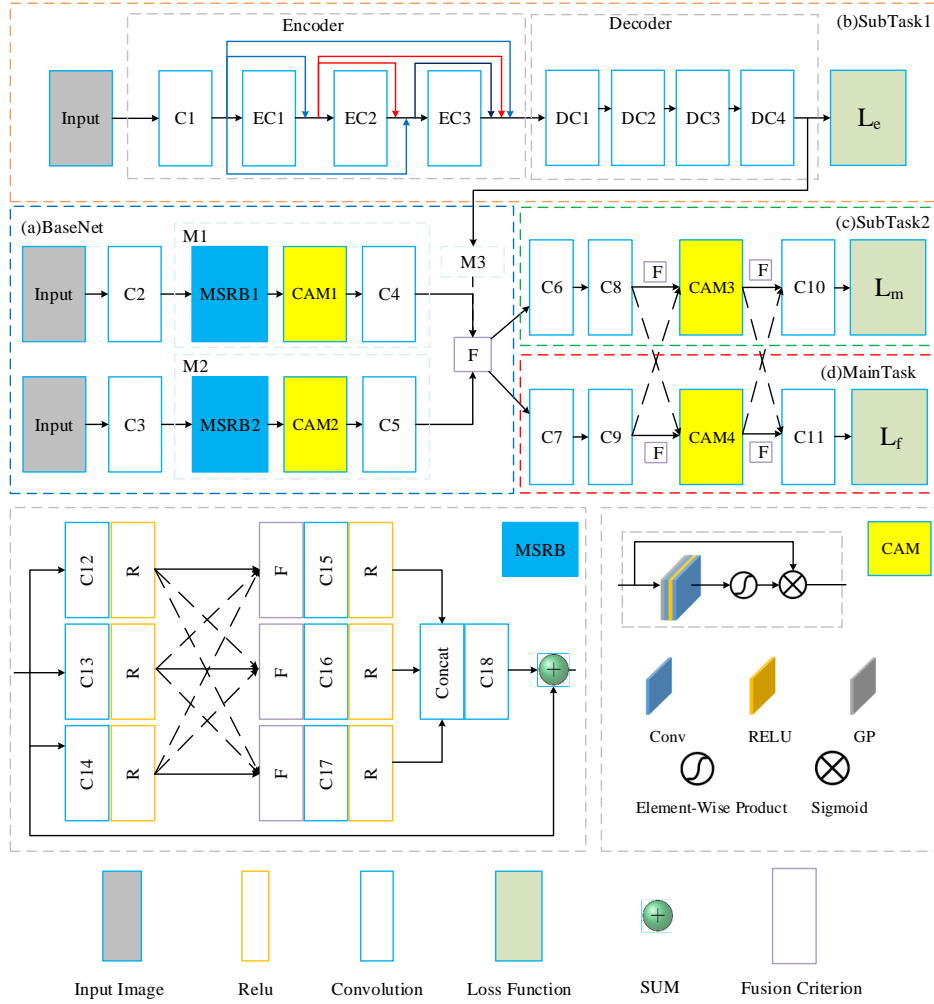 Encoder
Decoder
(b)SubTask1
Input
C1
EC1
EC2
EC3
DC1
DC2
DC3
DC4
L_e
(a)BaseNet
M1
M3
(c)SubTask2
Input
C2
MSRB1
CAM1
C4
C6
C8
F
CAM3
F
C10
L_m
F
M2
(d)MainTask
Input
C3
MSRB2
CAM2
C5
C7
C9
F
CAM4
F
C11
L_f
C12
R
F
C15
R
MSRB
CAM
C13
R
F
C16
R
Concat
C18
+
C14
R
F
C17
R
Conv
RELU
GP
Element-Wise Product
Sigmoid
+
Input Image
Relu
Convolution
Loss Function
SUM
Fusion Criterion